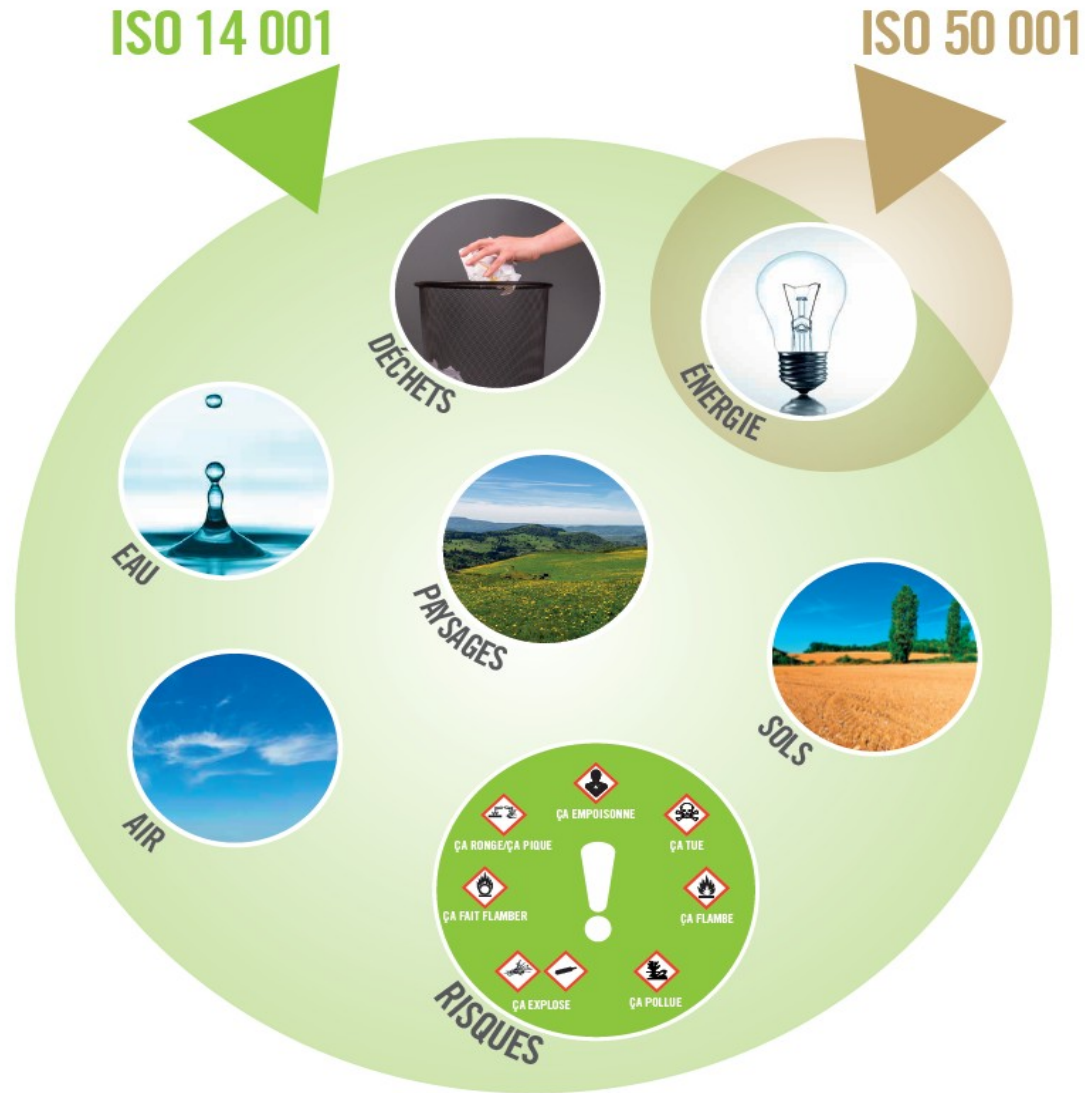 ISO 14 001
ISO 50 001
DÉCHETS
ÉNERGIE
EAU
PAYSAGES
SOLS
AIR
ÇA EMPOISONNE
ÇA RONGE/ÇA PIQUE
ÇA TUE
!
ÇA FAIT FLAMBER
ÇA FLAMBE
ÇA EXPLOSE
ÇA POLLUE
RISQUES